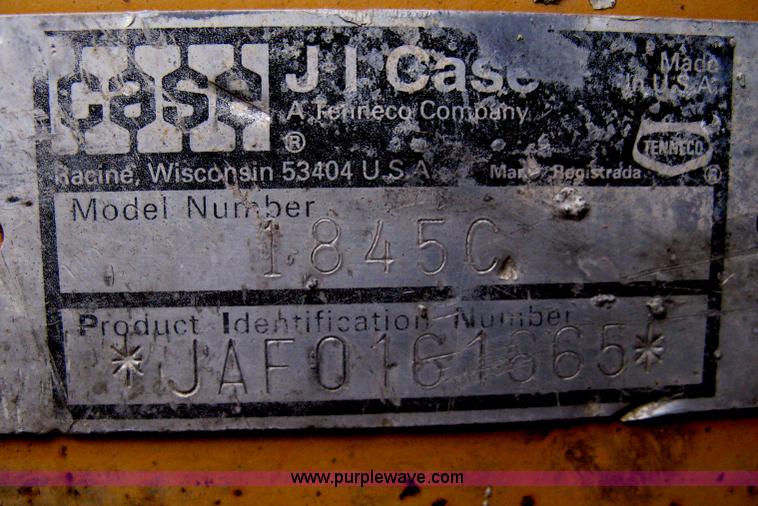 case
J I Case
Made
in U.S.A.
A Tenneco Company
®
TENNECO
Racine, Wisconsin 53404 U.S.A.
Marca Registrada
®
Model Number
1845C
Product Identification Number
*JAF0161665*
www.purplewave.com